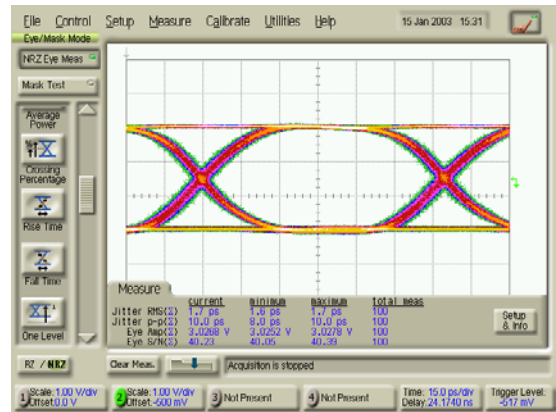 File Control Setup Measure Calibrate Utilities Help 15 Jan 2003 15:31
Eye/Mask Mode
NRZ Eye Meas
Mask Test
Average
Power
Crossing
Percentage
Rise Time
Fall Time
One Level
Measure
current minimum maximum total meas
Jitter RMS(2) 1.7 ps 1.6 ps 1.7 ps 100
Jitter p-p(2) 10.0 ps 8.0 ps 10.0 ps 100
Eye Amp(2) 3.0268 V 3.0252 V 3.0278 V 100
Eye S/N(2) 40.23 40.05 40.39 100
Setup
& Info
RZ / NRZ Clear Meas. Acquisition is stopped
1 Scale: 1.00 V/div
Offset: 0.0 V
2 Scale: 1.00 V/div
Offset: -500 mV
3 Not Present
4 Not Present
Time: 15.0 ps/div
Delay: 24.1740 ns
Trigger Level:
-517 mV